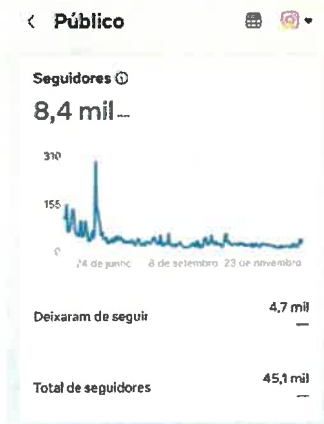 Público
Seguidores
8,4 mil --
310
155
0
24 de junho 8 de setembro 23 de novembro
Deixaram de seguir
4,7 mil
--
Total de seguidores
45,1 mil
--